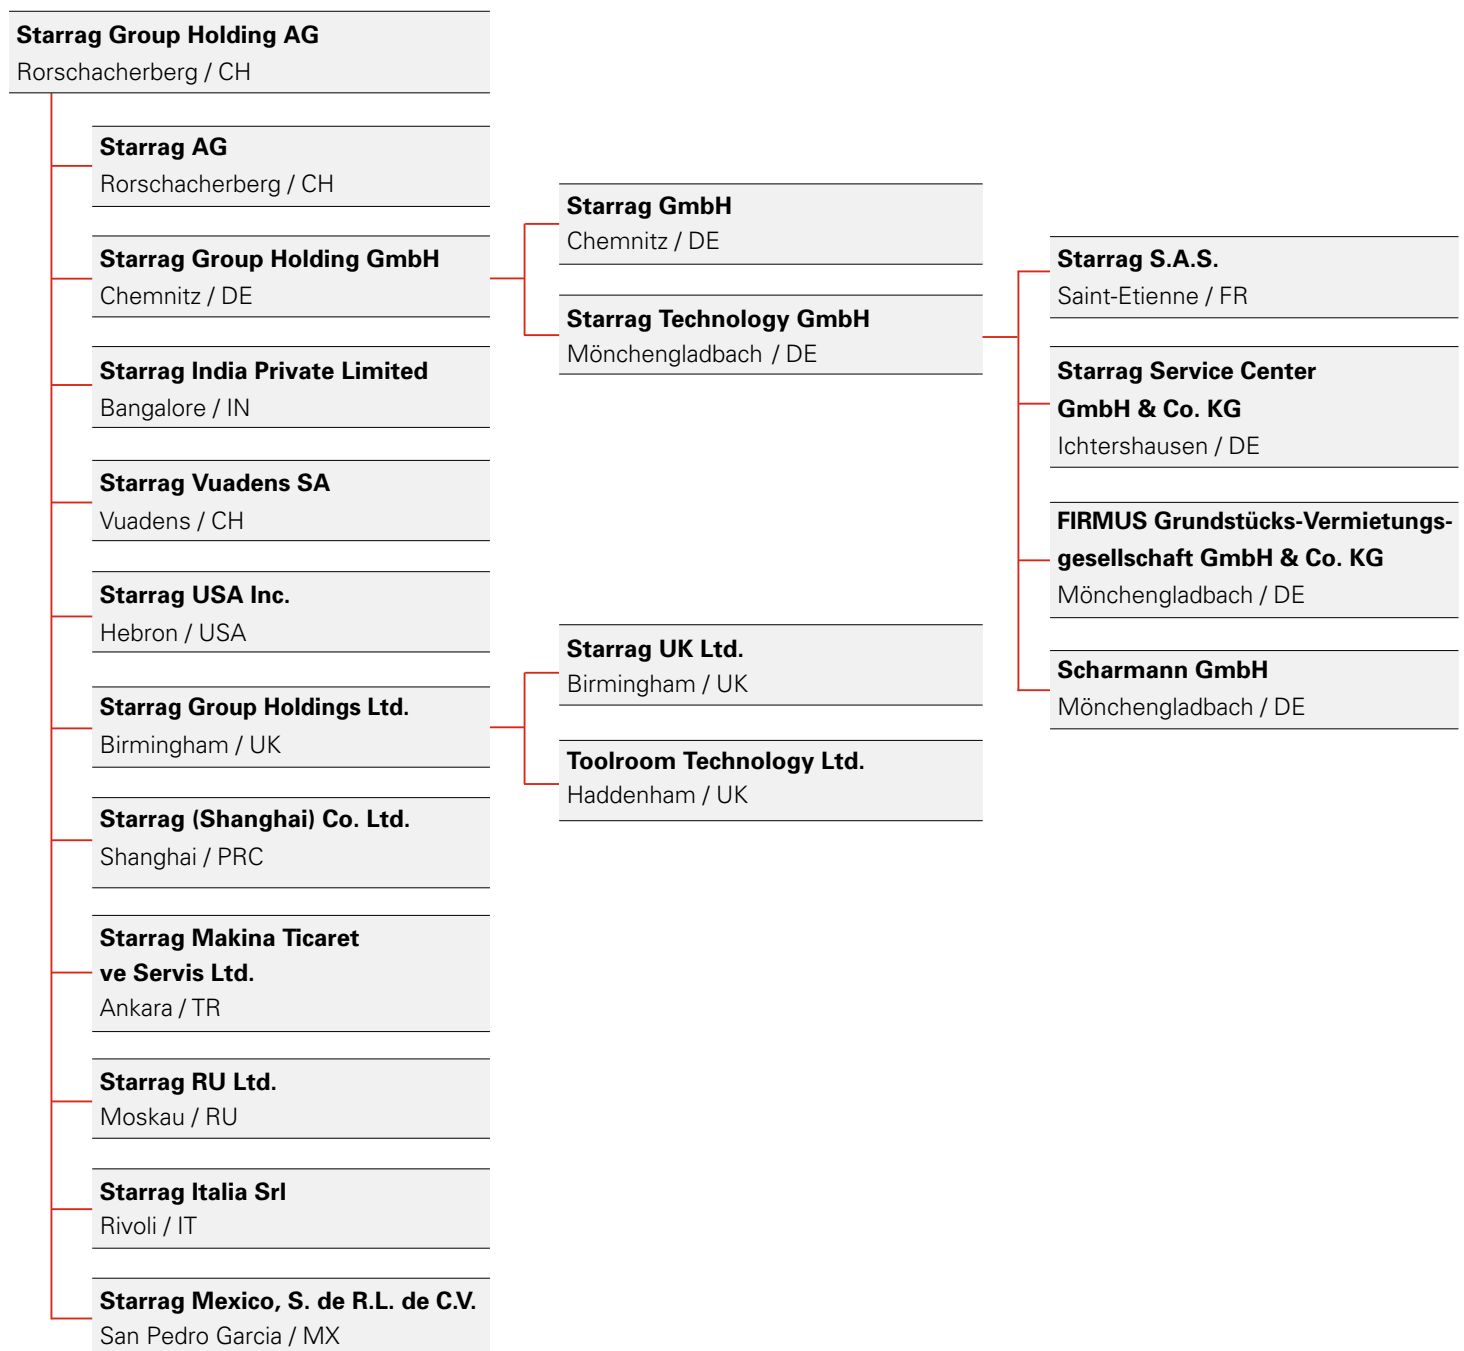 Starrag Group Holding AG
Rorschacherberg / CH
Starrag AG
Rorschacherberg / CH
Starrag Group Holding GmbH
Chemnitz / DE
Starrag India Private Limited
Bangalore / IN
Starrag Vuadens SA
Vuadens / CH
Starrag USA Inc.
Hebron / USA
Starrag Group Holdings Ltd.
Birmingham / UK
Starrag (Shanghai) Co. Ltd.
Shanghai / PRC
Starrag Makina Ticaret
ve Servis Ltd.
Ankara / TR
Starrag RU Ltd.
Moskau / RU
Starrag Italia Srl
Rivoli / IT
Starrag Mexico, S. de R.L. de C.V.
San Pedro Garcia / MX
Starrag GmbH
Chemnitz / DE
Starrag Technology GmbH
Mönchengladbach / DE
Starrag UK Ltd.
Birmingham / UK
Toolroom Technology Ltd.
Haddenham / UK
Starrag S.A.S.
Saint-Etienne / FR
Starrag Service Center
GmbH & Co. KG
Ichtershausen / DE
FIRMUS Grundstücks-Vermietungs-
gesellschaft GmbH & Co. KG
Mönchengladbach / DE
Scharmann GmbH
Mönchengladbach / DE